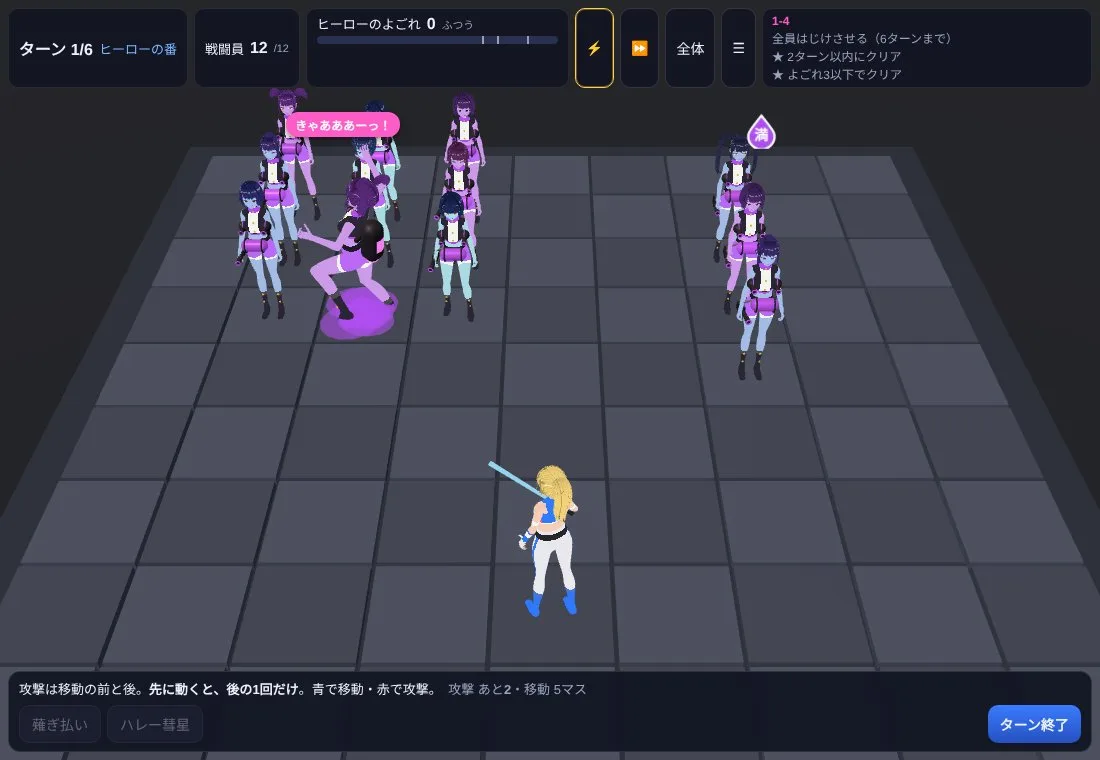 ターン 1/6 ヒーローの番
戦闘員 12 /12
ヒーローのよごれ 0 ふつう
全体
1-4
全員はじけさせる（6ターンまで）
★ 2ターン以内にクリア
★ よごれ3以下でクリア
きゃあああーっ！
満
攻撃は移動の前と後。先に動くと、後の1回だけ。青で移動・赤で攻撃。 攻撃 あと2・移動 5マス
薙ぎ払い
ハレー彗星
ターン終了